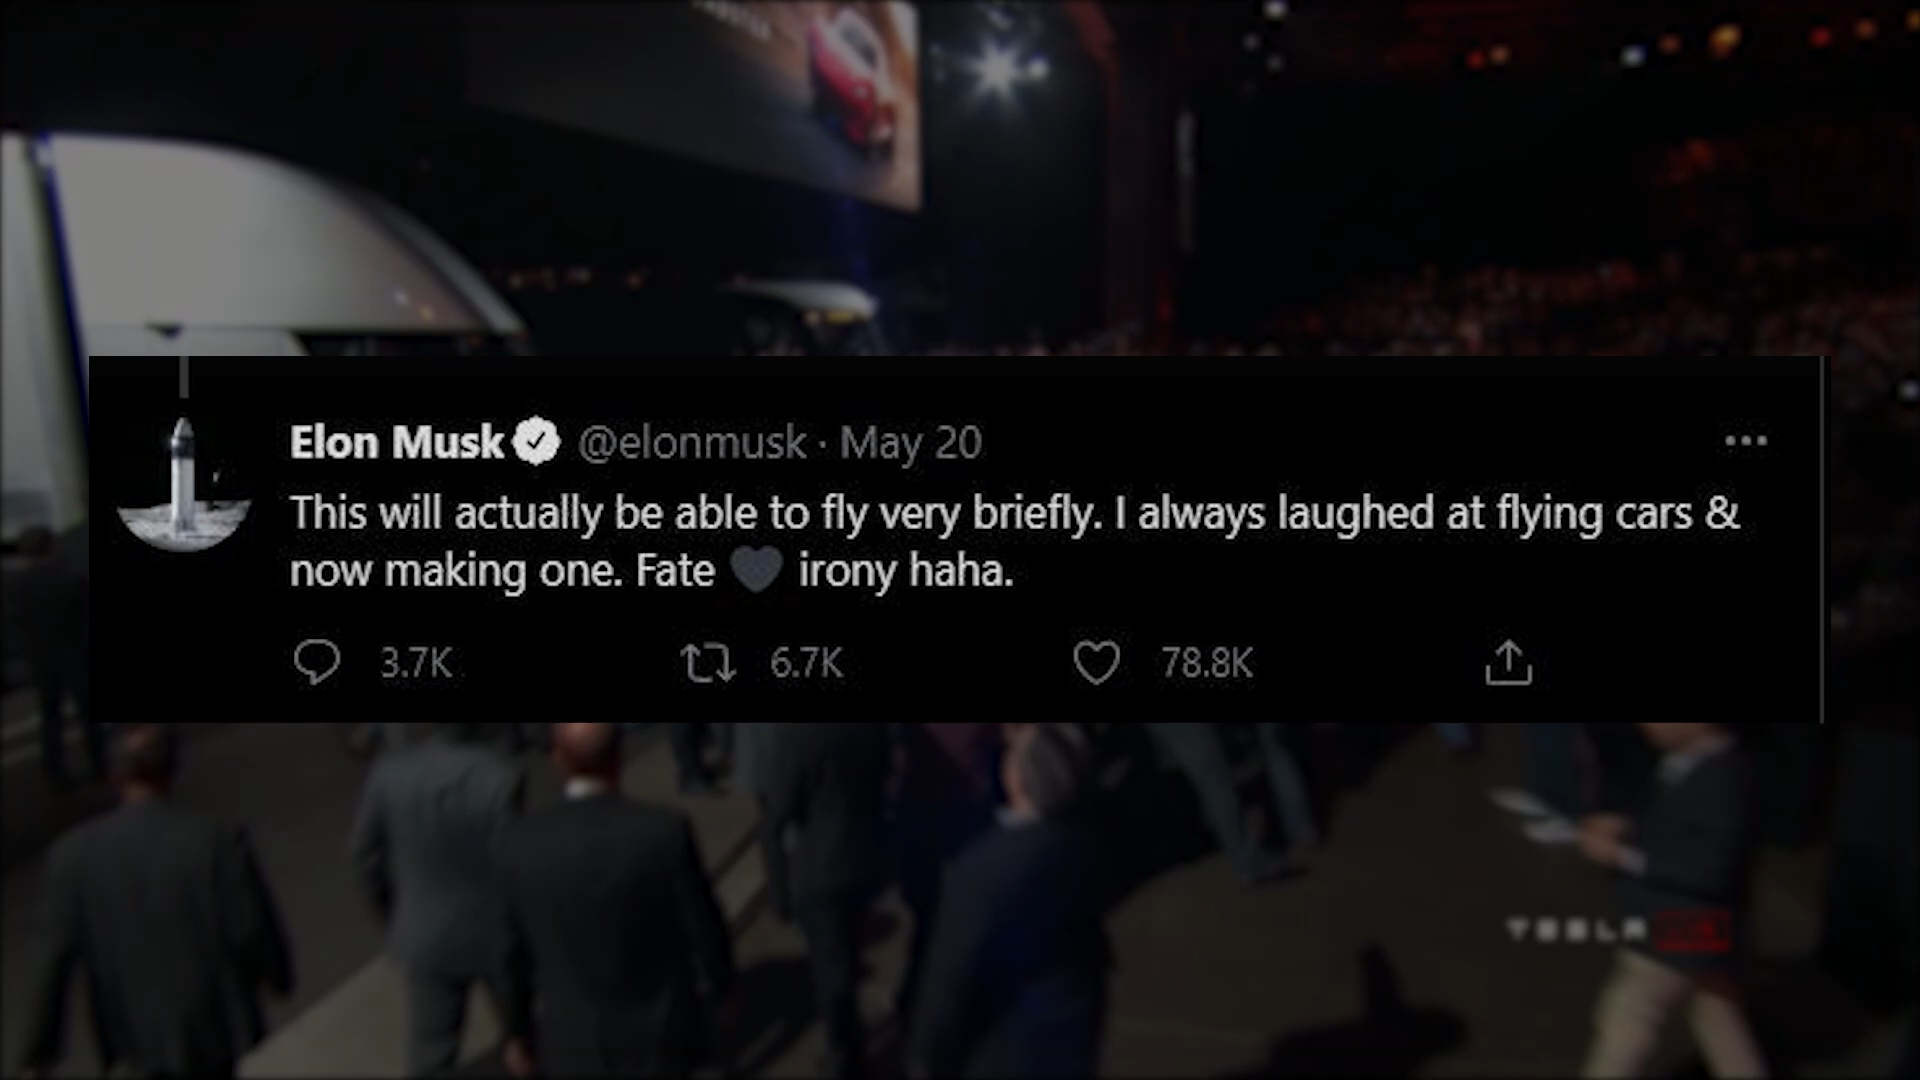 Elon Musk @elonmusk · May 20
This will actually be able to fly very briefly. I always laughed at flying cars &
now making one. Fate 🖤 irony haha.
3.7K 6.7K 78.8K
TESLA